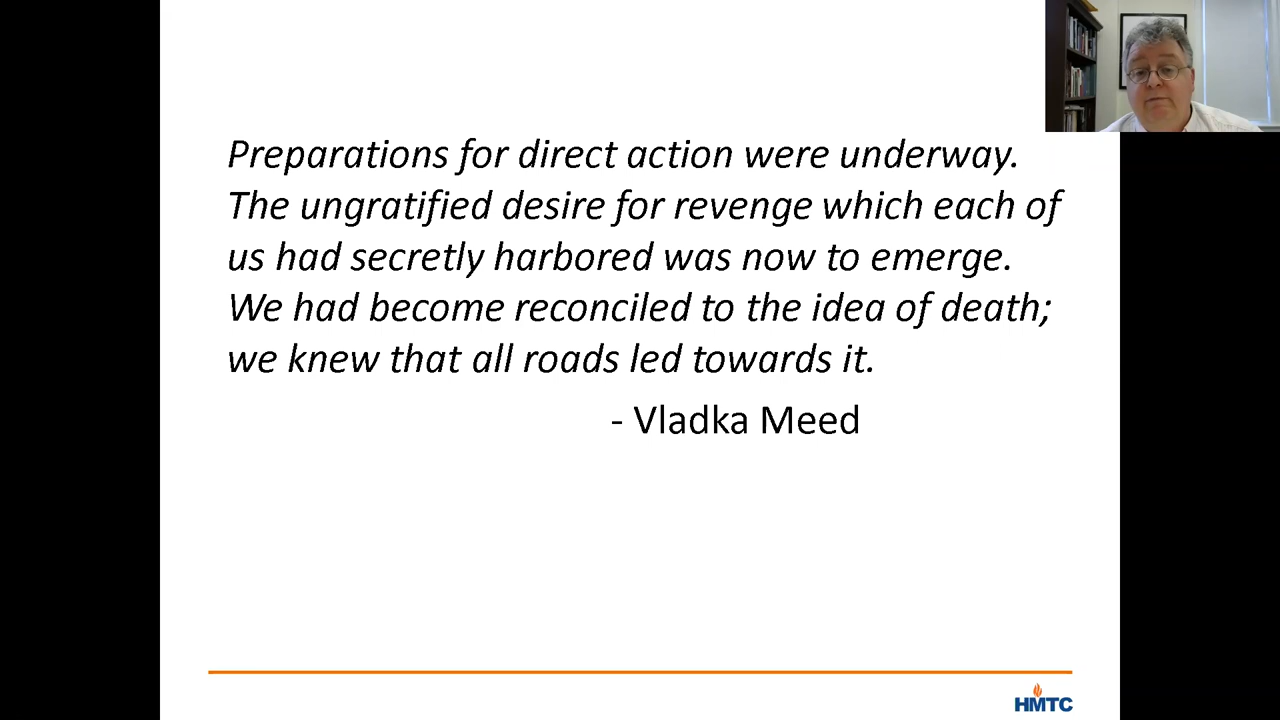 Preparations for direct action were underway.
The ungratified desire for revenge which each of
us had secretly harbored was now to emerge.
We had become reconciled to the idea of death;
we knew that all roads led towards it.
- Vladka Meed
HMTC